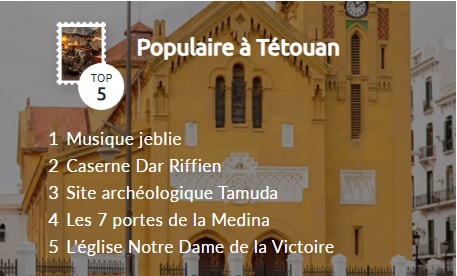 Populaire à Tétouan
TOP
5
1 Musique jeblie
2 Caserne Dar Riffien
3 Site archéologique Tamuda
4 Les 7 portes de la Medina
5 L'église Notre Dame de la Victoire